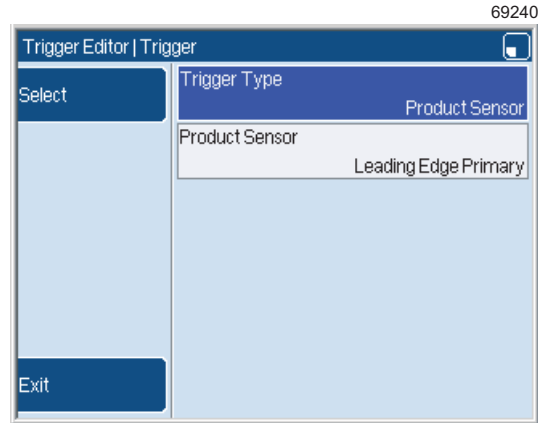 69240
Trigger Editor | Trigger
Select
Trigger Type
Product Sensor
Product Sensor
Leading Edge Primary
Exit